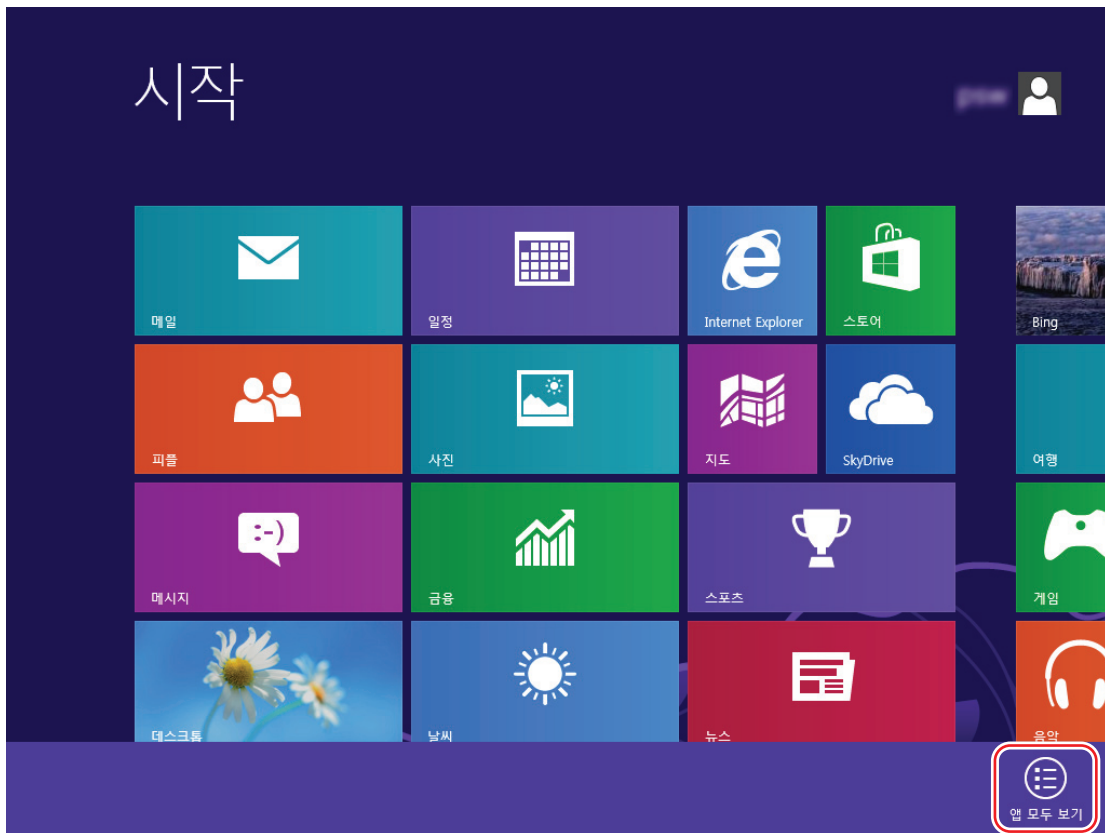 시작
메일
일정
Internet Explorer
스토어
Bing
피플
사진
지도
SkyDrive
여행
:-)
메시지
금융
스포츠
게임
데스크톱
날씨
뉴스
음악
앱 모두 보기